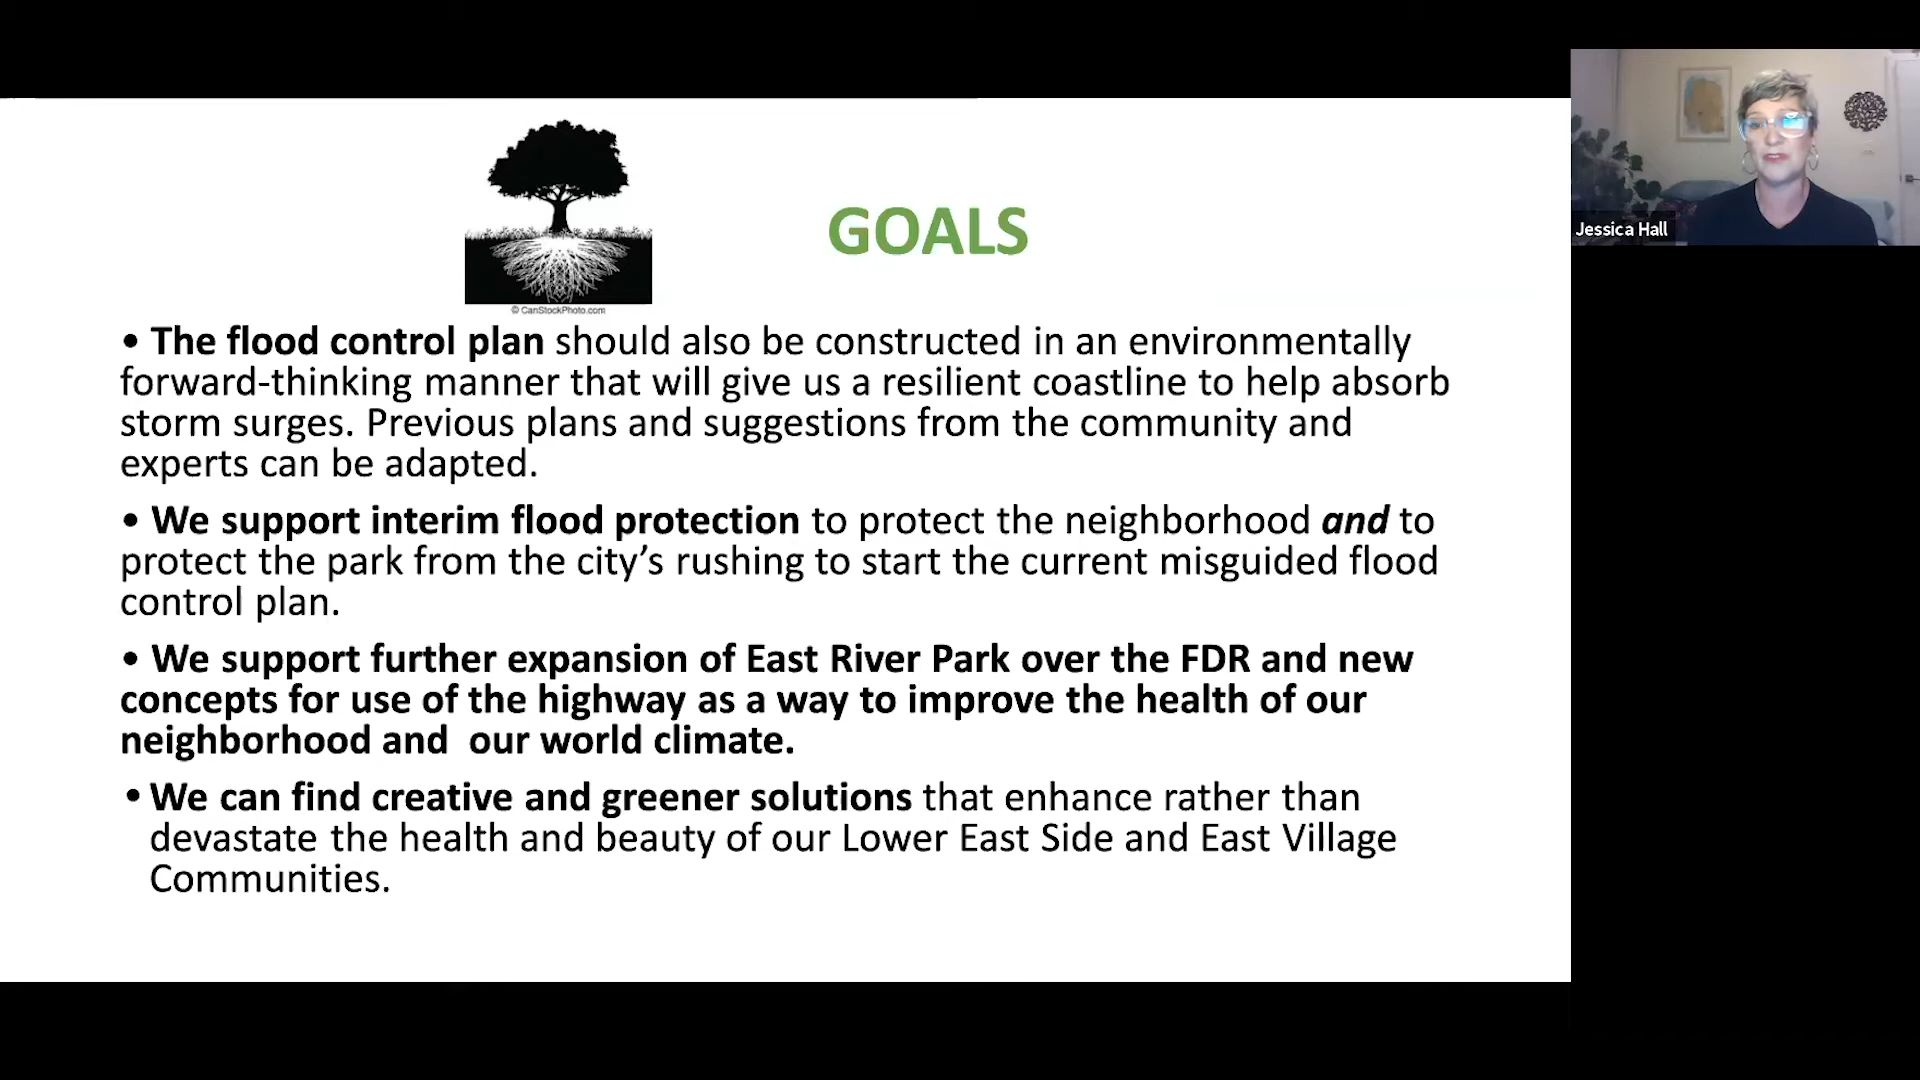 GOALS
© CanStockPhoto.com
• The flood control plan should also be constructed in an environmentally
forward-thinking manner that will give us a resilient coastline to help absorb
storm surges. Previous plans and suggestions from the community and
experts can be adapted.
• We support interim flood protection to protect the neighborhood and to
protect the park from the city’s rushing to start the current misguided flood
control plan.
• We support further expansion of East River Park over the FDR and new
concepts for use of the highway as a way to improve the health of our
neighborhood and  our world climate.
• We can find creative and greener solutions that enhance rather than
devastate the health and beauty of our Lower East Side and East Village
Communities.
Jessica Hall